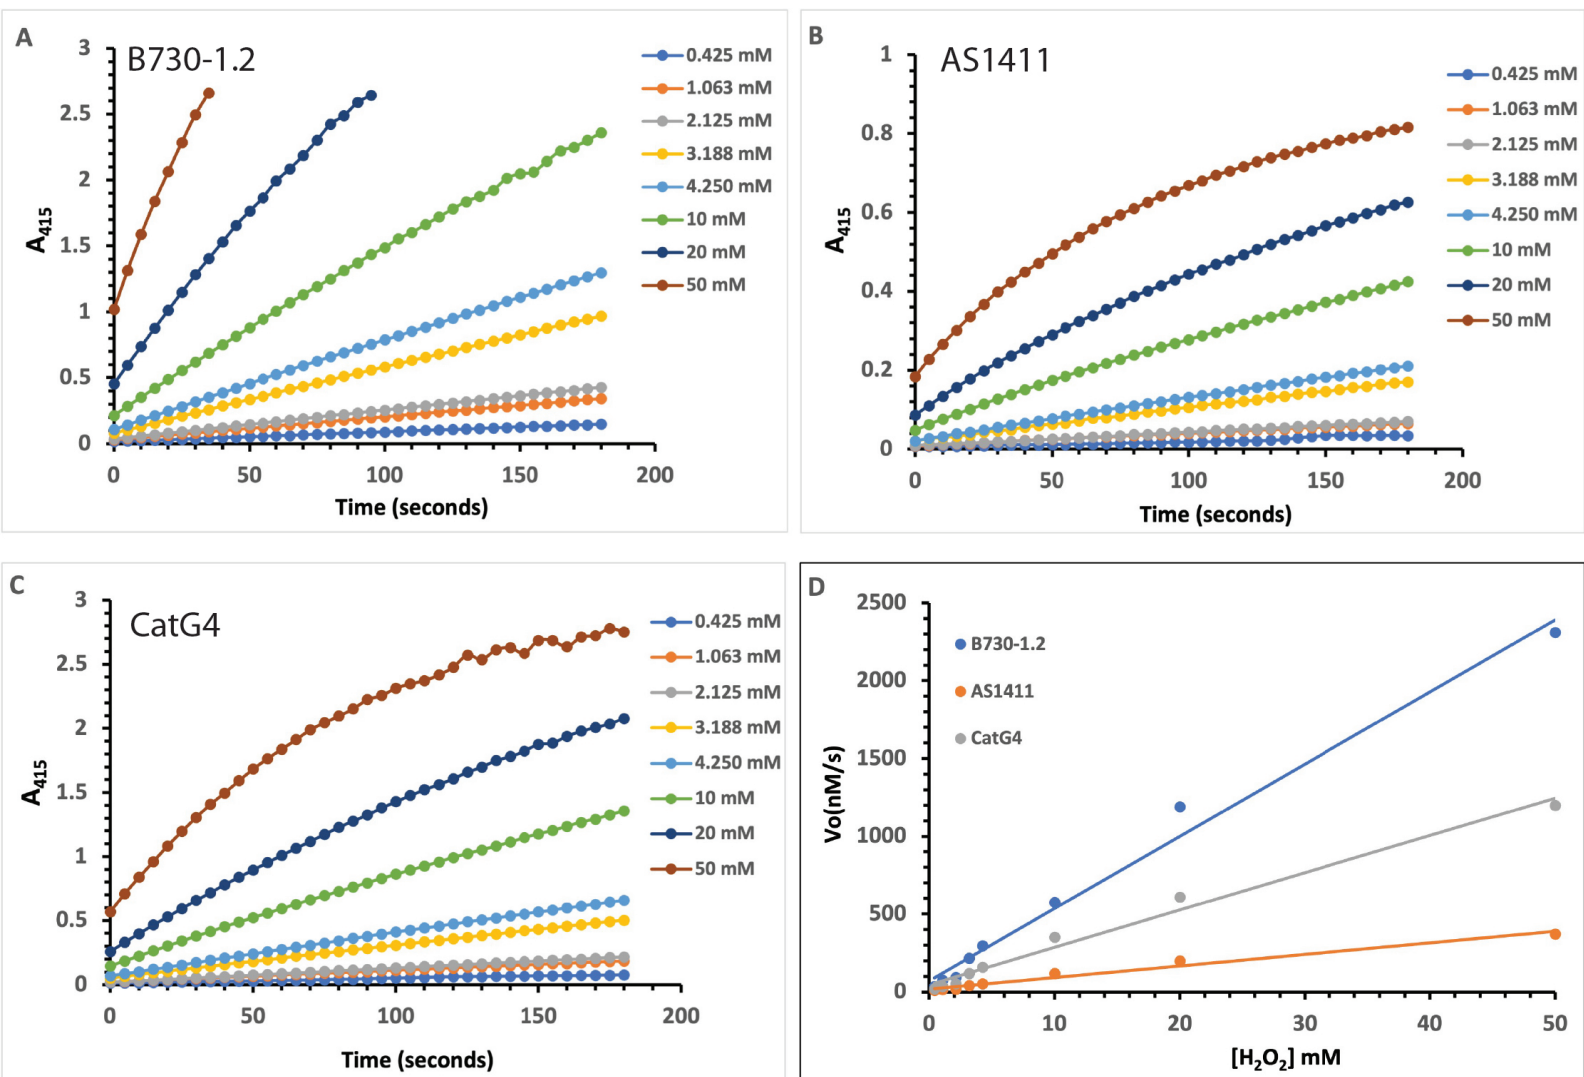 A
B730-1.2
3
2.5
2
1.5
1
0.5
0
A₄₁₅
0 50 100 150 200
Time (seconds)
0.425 mM
1.063 mM
2.125 mM
3.188 mM
4.250 mM
10 mM
20 mM
50 mM
B
AS1411
1
0.8
0.6
0.4
0.2
0
A₄₁₅
0 50 100 150 200
Time (seconds)
0.425 mM
1.063 mM
2.125 mM
3.188 mM
4.250 mM
10 mM
20 mM
50 mM
C
CatG4
3
2.5
2
1.5
1
0.5
0
A₄₁₅
0 50 100 150 200
Time (seconds)
0.425 mM
1.063 mM
2.125 mM
3.188 mM
4.250 mM
10 mM
20 mM
50 mM
D
2500
2000
1500
1000
500
0
Vo(nM/s)
B730-1.2
AS1411
CatG4
0 10 20 30 40 50
[H₂O₂] mM